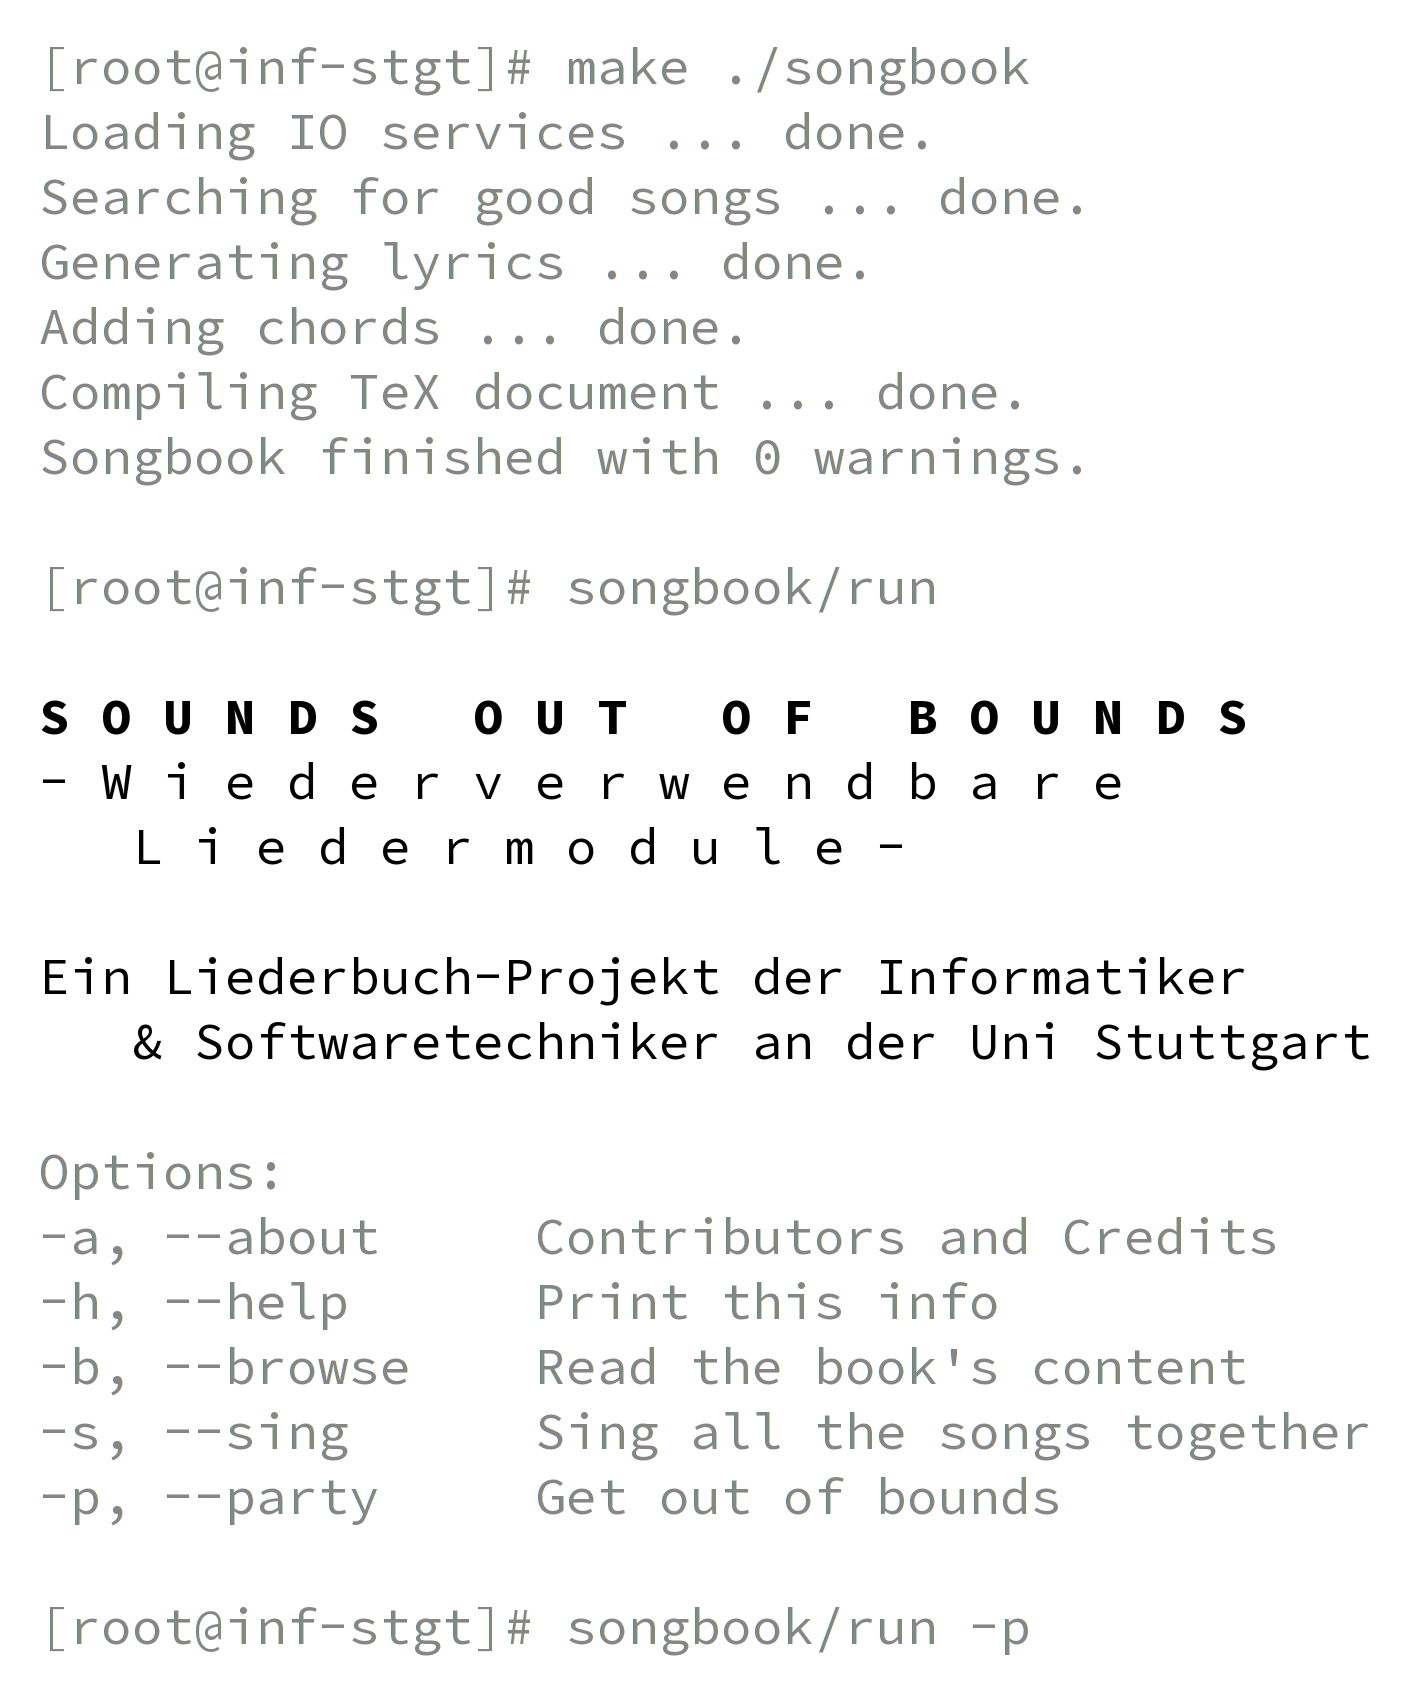 [root@inf-stgt]# make ./songbook
Loading IO services ... done.
Searching for good songs ... done.
Generating lyrics ... done.
Adding chords ... done.
Compiling TeX document ... done.
Songbook finished with 0 warnings.

[root@inf-stgt]# songbook/run

S O U N D S   O U T   O F   B O U N D S
- W i e d e r v e r w e n d b a r e
   L i e d e r m o d u l e -

Ein Liederbuch-Projekt der Informatiker
   & Softwaretechniker an der Uni Stuttgart

Options:
-a, --about     Contributors and Credits
-h, --help      Print this info
-b, --browse    Read the book's content
-s, --sing      Sing all the songs together
-p, --party     Get out of bounds

[root@inf-stgt]# songbook/run -p